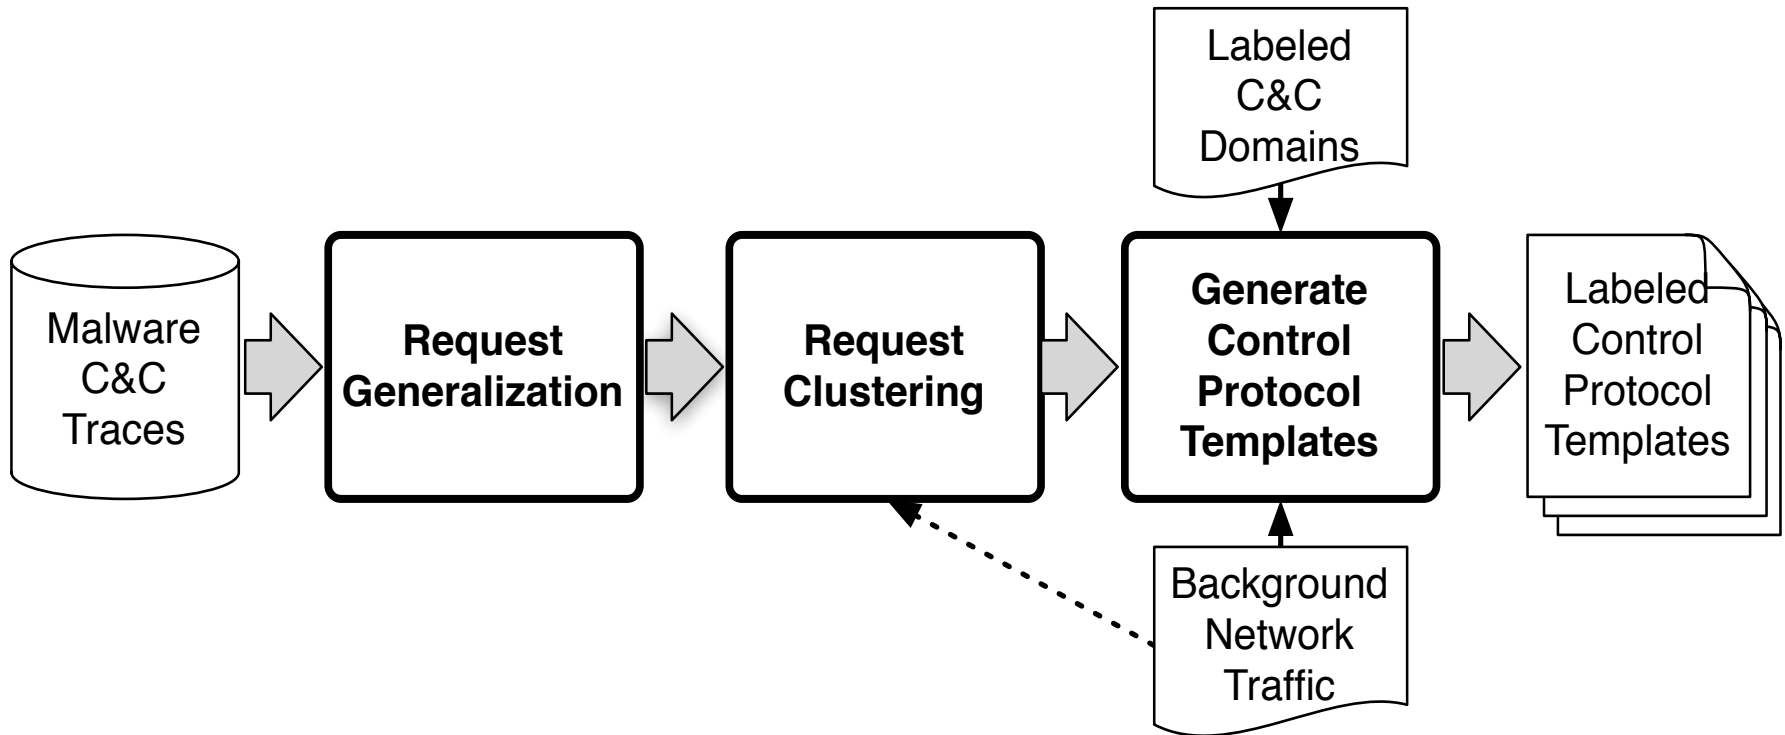 Labeled
C&C
Domains
Malware
C&C
Traces
Request
Generalization
Request
Clustering
Generate
Control
Protocol
Templates
Labeled
Control
Protocol
Templates
Background
Network
Traffic